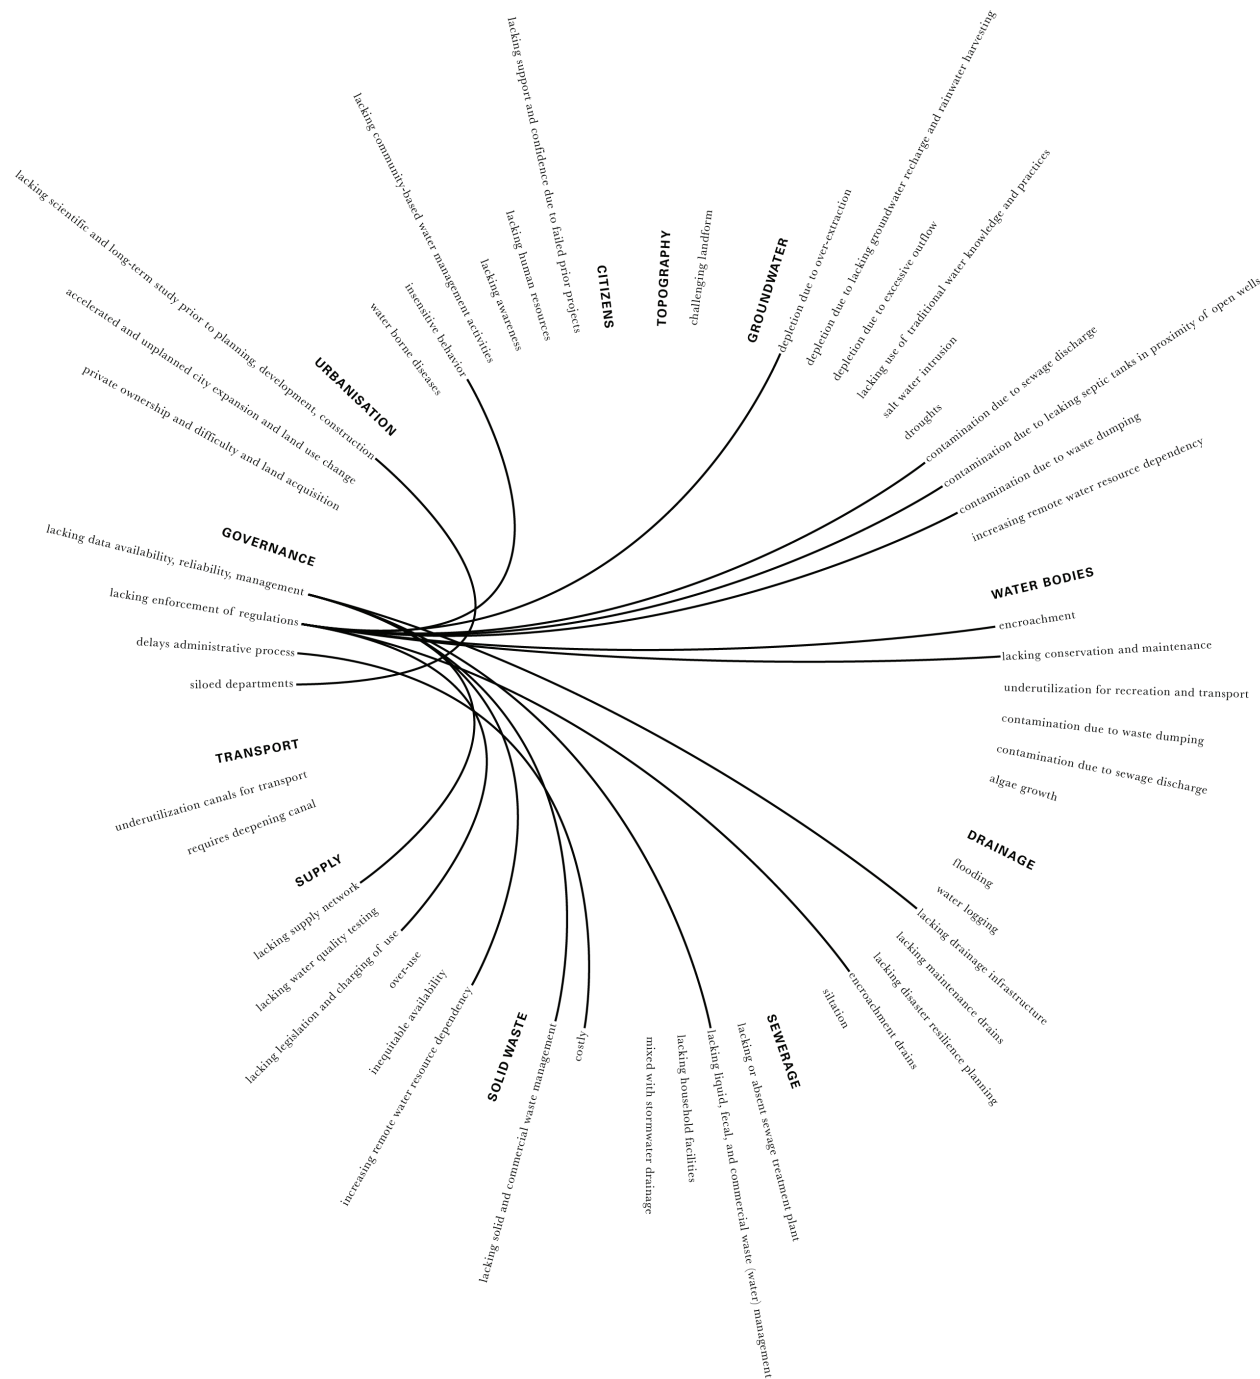 CITIZENS
lacking support and confidence due to failed prior projects
lacking human resources
lacking awareness
lacking community-based water management activities
insensitive behavior
water borne diseases
TOPOGRAPHY
challenging landform
GROUNDWATER
depletion due to over-extraction
depletion due to lacking groundwater recharge and rainwater harvesting
depletion due to excessive outflow
lacking use of traditional water knowledge and practices
salt water intrusion
droughts
contamination due to sewage discharge
contamination due to leaking septic tanks in proximity of open wells
contamination due to waste dumping
increasing remote water resource dependency
WATER BODIES
encroachment
lacking conservation and maintenance
underutilization for recreation and transport
contamination due to waste dumping
contamination due to sewage discharge
algae growth
DRAINAGE
flooding
water logging
lacking drainage infrastructure
lacking maintenance drains
lacking disaster resilience planning
encroachment drains
siltation
SEWERAGE
lacking or absent sewage treatment plant
lacking liquid, fecal, and commercial waste (water) management
lacking household facilities
mixed with stormwater drainage
SOLID WASTE
costly
lacking solid and commercial waste management
SUPPLY
lacking supply network
lacking water quality testing
lacking legislation and charging of use
over-use
inequitable availability
increasing remote water resource dependency
TRANSPORT
underutilization canals for transport
requires deepening canal
GOVERNANCE
lacking data availability, reliability, management
lacking enforcement of regulations
delays administrative process
siloed departments
URBANISATION
lacking scientific and long-term study prior to planning, development, construction
accelerated and unplanned city expansion and land use change
private ownership and difficulty and land acquisition